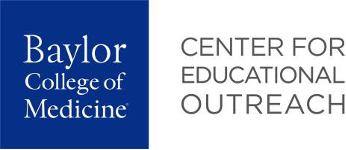 Baylor
College of
Medicine®
CENTER FOR
EDUCATIONAL
OUTREACH